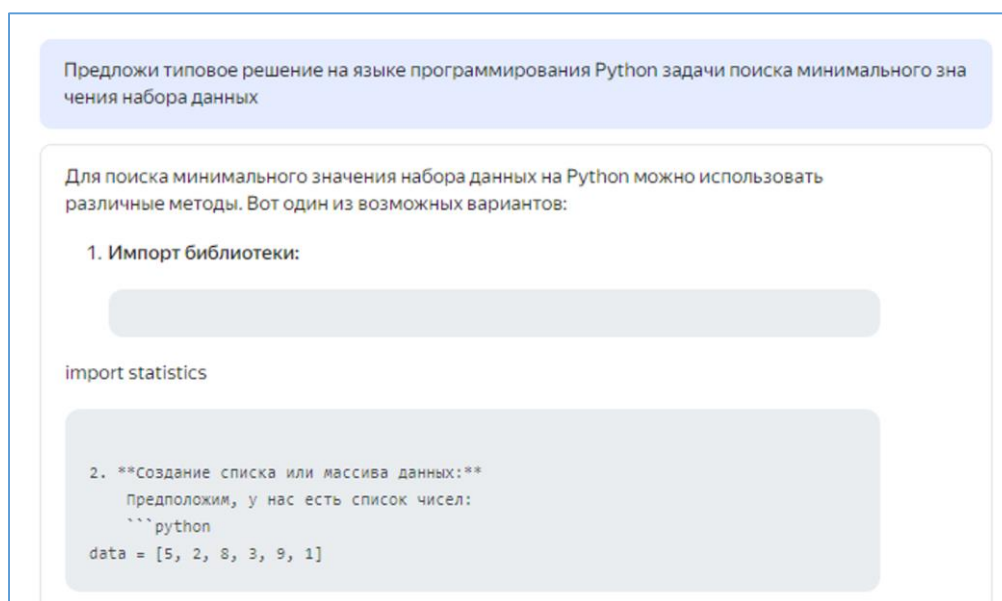 Предложи типовое решение на языке программирования Python задачи поиска минимального зна
чения набора данных
Для поиска минимального значения набора данных на Python можно использовать
различные методы. Вот один из возможных вариантов:
1. Импорт библиотеки:
import statistics
2. **Создание списка или массива данных:**
Предположим, у нас есть список чисел:
```python
data = [5, 2, 8, 3, 9, 1]